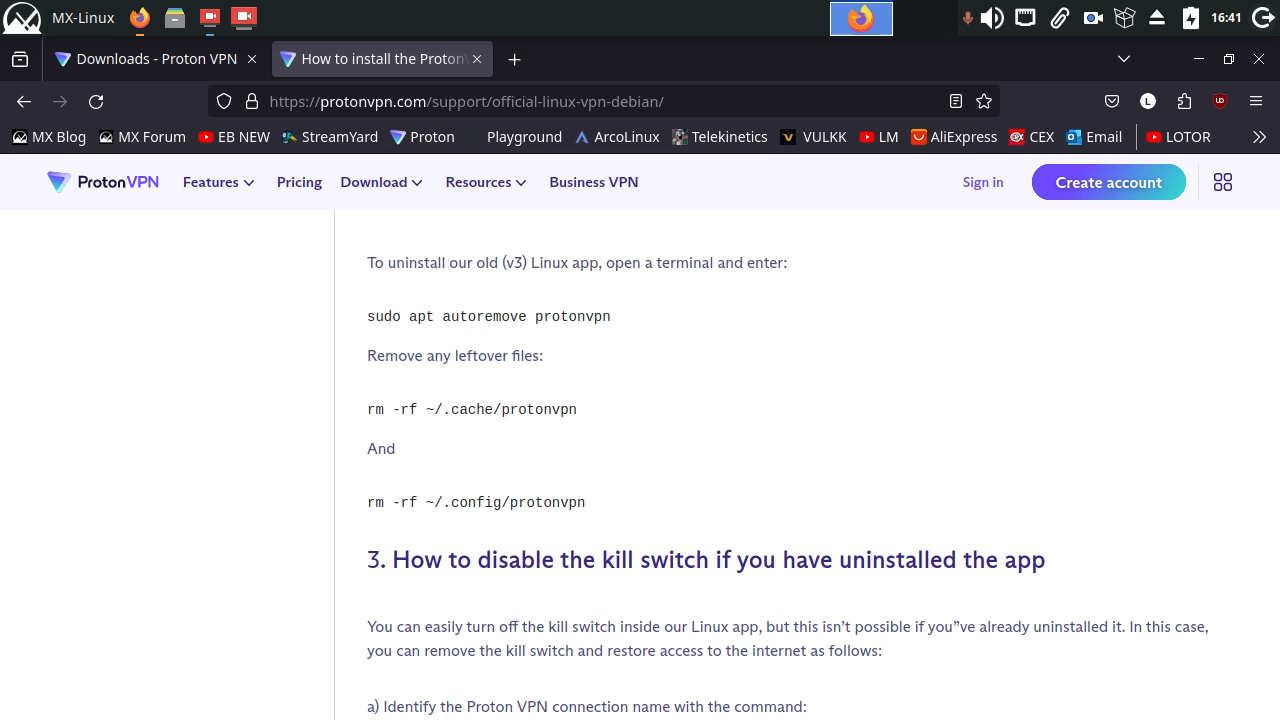 MX-Linux
16:41
Downloads - Proton VPN
How to install the Proton
https://protonvpn.com/support/official-linux-vpn-debian/
L
MX Blog
MX Forum
EB NEW
StreamYard
Proton
Playground
ArcoLinux
Telekinetics
VULKK
LM
AliExpress
CEX
Email
LOTOR
ProtonVPN
Features
Pricing
Download
Resources
Business VPN
Sign in
Create account
To uninstall our old (v3) Linux app, open a terminal and enter:
sudo apt autoremove protonvpn
Remove any leftover files:
rm -rf ~/.cache/protonvpn
And
rm -rf ~/.config/protonvpn
3. How to disable the kill switch if you have uninstalled the app
You can easily turn off the kill switch inside our Linux app, but this isn’t possible if you”ve already uninstalled it. In this case,
you can remove the kill switch and restore access to the internet as follows:
a) Identify the Proton VPN connection name with the command: